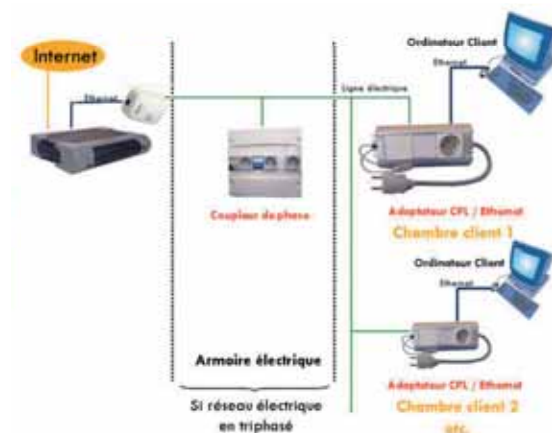 Internet
Ethernet
Ordinateur Client
Ethernet
Ligne électrique
Coupleur de phase
Adaptateur CPL / Ethernet
Chambre client 1
Ordinateur Client
Ethernet
Armoire électrique
Si réseau électrique
en triphasé
Adaptateur CPL / Ethernet
Chambre client 2
etc.